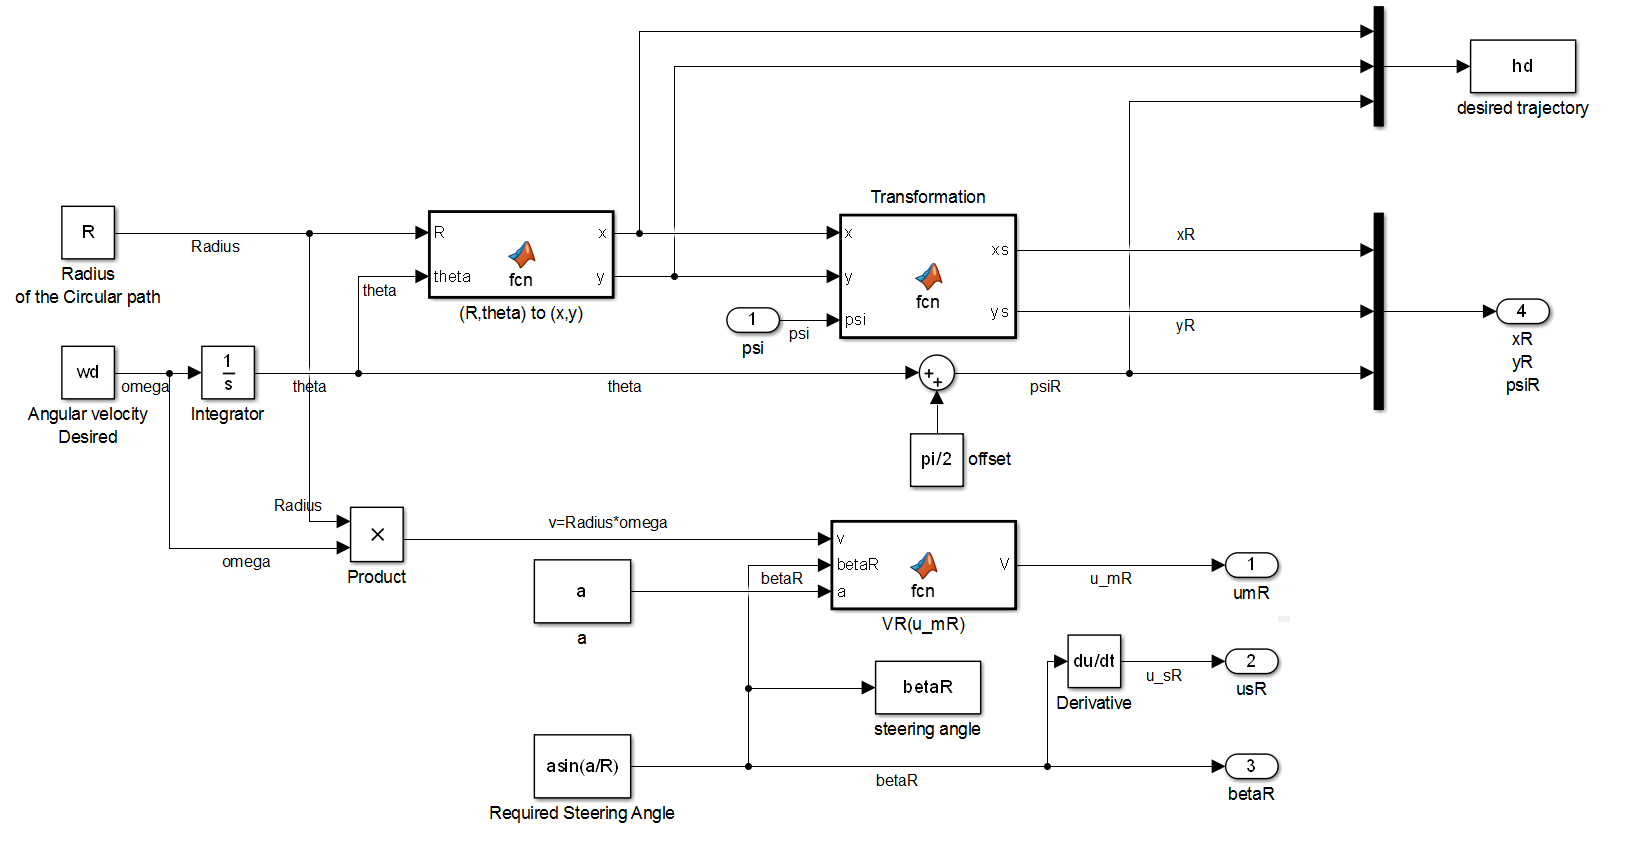 hd
desired trajectory
Transformation
R
Radius
Radius
of the Circular path
R
theta
x
y
fcn
(R,theta) to (x,y)
theta
x
y
psi
xs
ys
fcn
xR
yR
1
psi
psi
4
xR
yR
psiR
wd
omega
Angular velocity
Desired
1
s
Integrator
theta
theta
+
+
psiR
pi/2
offset
Radius
omega
×
Product
v=Radius*omega
a
a
betaR
v
betaR
a
V
fcn
VR(u_mR)
u_mR
1
umR
betaR
steering angle
du/dt
Derivative
u_sR
2
usR
asin(a/R)
Required Steering Angle
betaR
3
betaR